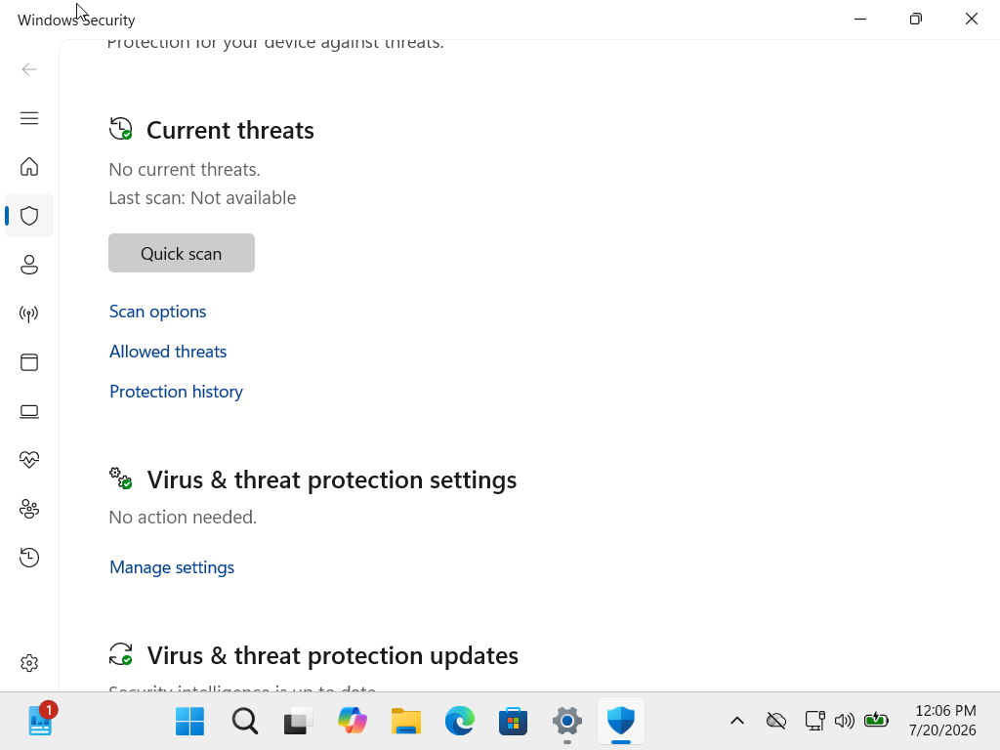 Windows Security
Protection for your device against threats.
Current threats
No current threats.
Last scan: Not available
Quick scan
Scan options
Allowed threats
Protection history
Virus & threat protection settings
No action needed.
Manage settings
Virus & threat protection updates
Security intelligence is up to date.
1
12:06 PM
7/20/2026